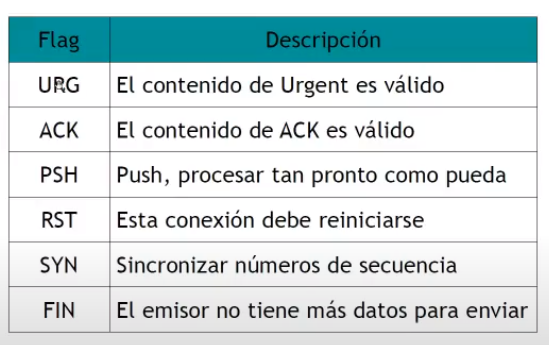 Flag Descripción
URG El contenido de Urgent es válido
ACK El contenido de ACK es válido
PSH Push, procesar tan pronto como pueda
RST Esta conexión debe reiniciarse
SYN Sincronizar números de secuencia
FIN El emisor no tiene más datos para enviar